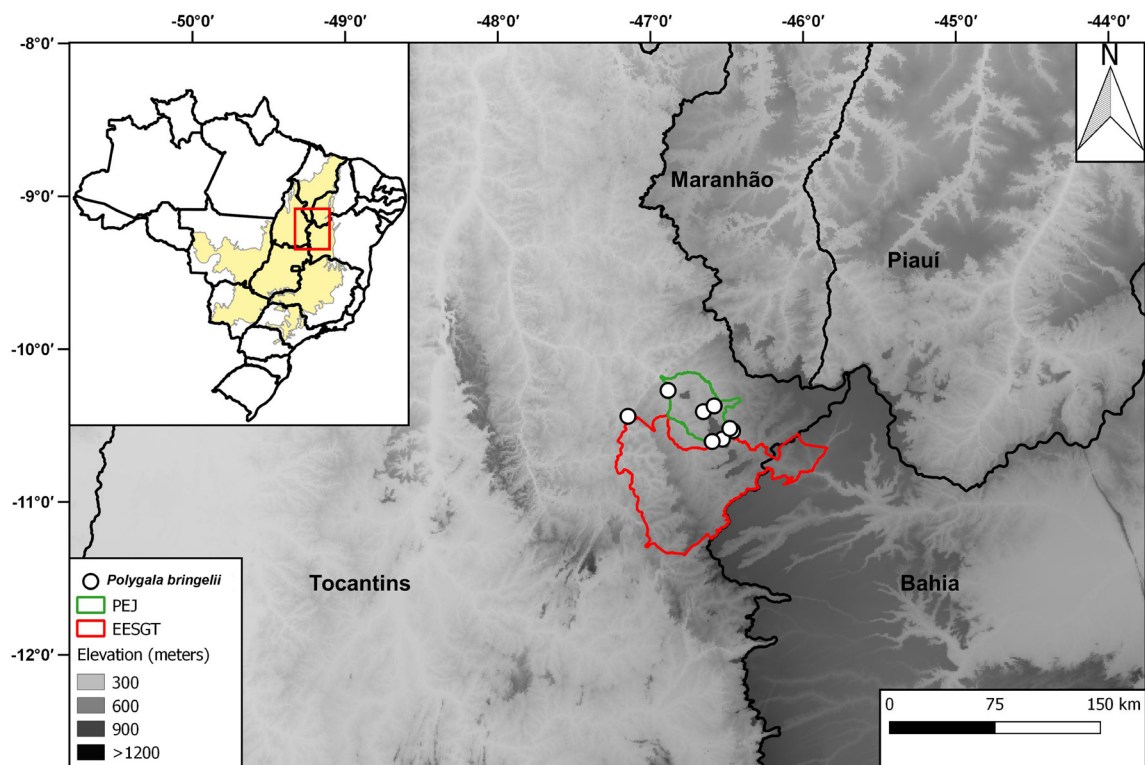 -50°0′ -49°0′ -48°0′ -47°0′ -46°0′ -45°0′ -44°0′
-8°0′
N
Maranhão
-9°0′
Piauí
-10°0′
-11°0′
Tocantins
Bahia
-12°0′
Polygala bringelii
PEJ
EESGT
Elevation (meters)
300
600
900
>1200
0 75 150 km